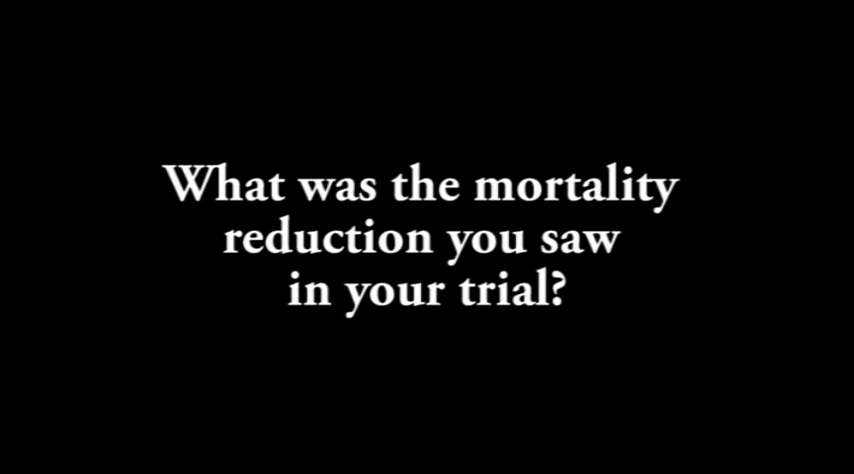 What was the mortality
reduction you saw
in your trial?